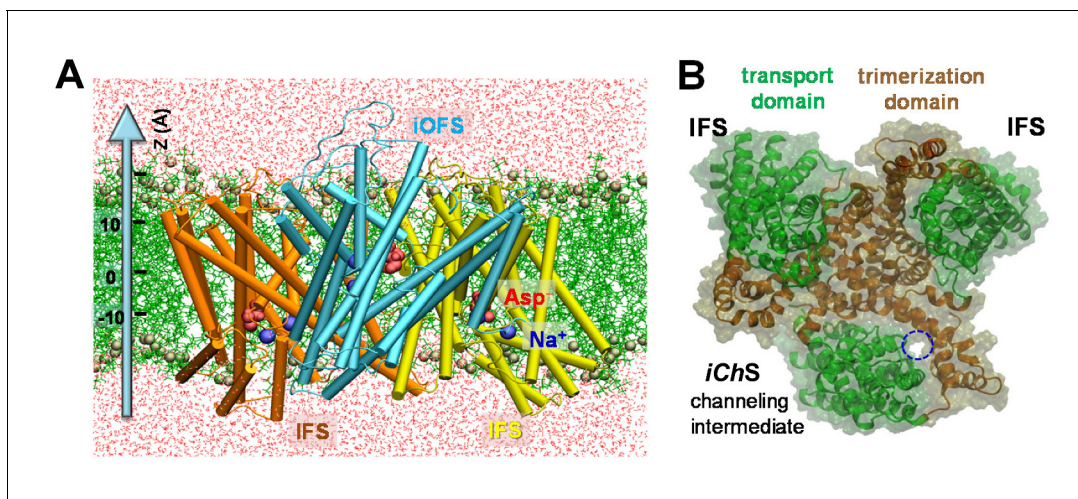 A
z (Å)
10
0
-10
iOFS
Asp
Na⁺
IFS
IFS
B
transport
domain
trimerization
domain
IFS
IFS
iChS
channeling
intermediate